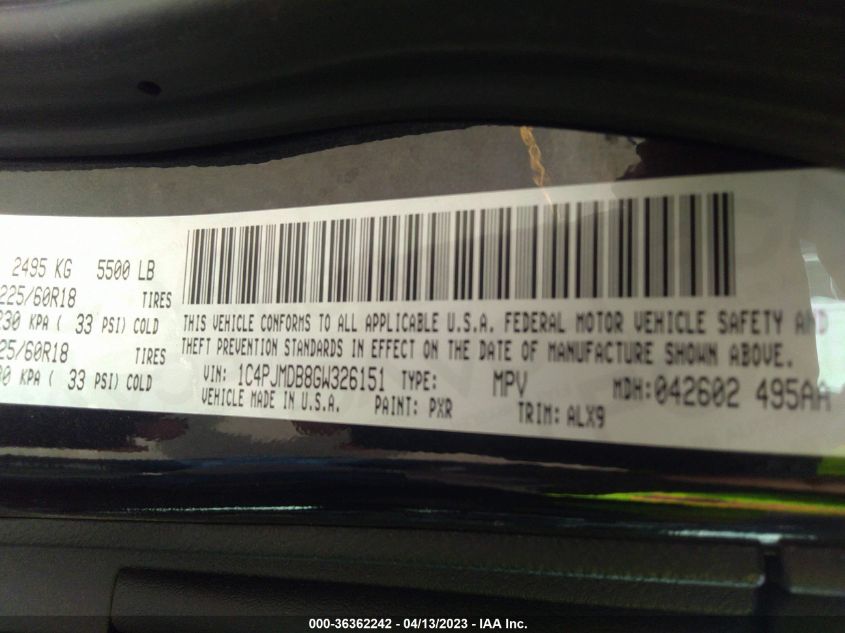 2495 KG 5500 LB
225/60R18 TIRES
230 KPA ( 33 PSI) COLD
25/60R18 TIRES
30 KPA ( 33 PSI) COLD
THIS VEHICLE CONFORMS TO ALL APPLICABLE U.S.A. FEDERAL MOTOR VEHICLE SAFETY AND
THEFT PREVENTION STANDARDS IN EFFECT ON THE DATE OF MANUFACTURE SHOWN ABOVE.
VIN: 1C4PJMDB8GW326151 TYPE: MPV MDH:042602 495AA
VEHICLE MADE IN U.S.A. PAINT: PXR TRIM: ALX9
000-36362242 - 04/13/2023 - IAA Inc.